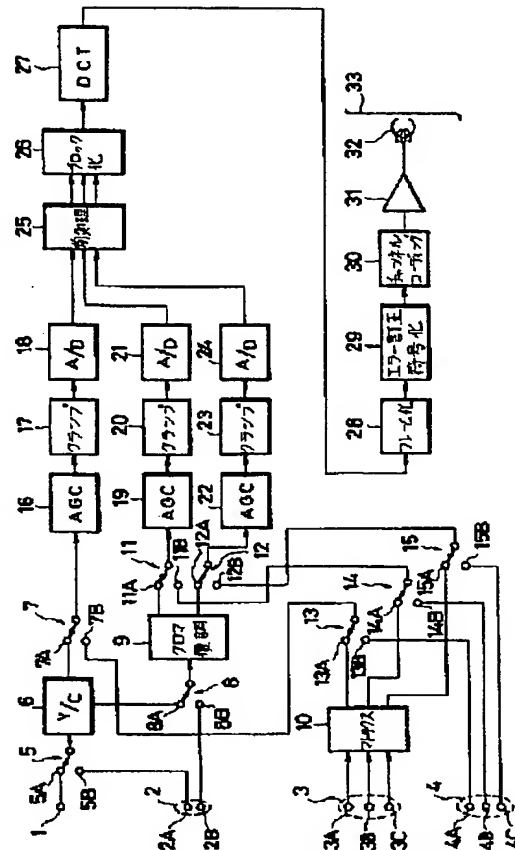 27
DCT
26
ブロック
化
25
前処理
33
32
31
30
チャンネル
コーディング
29
エラー訂正
符号化
28
フレーム化
18
A/D
21
A/D
24
A/D
17
クランプ
20
クランプ
23
クランプ
16
AGC
19
AGC
22
AGC
11
11A
11B
12A
12
12B
7
7A
7B
9
クロマ
復調
6
Y/C
8
8A
8B
5
5A
5B
1
2
2A
2B
13
13A
13B
14
14A
14B
15
15A
15B
10
マトリクス
3
3A
3B
3C
4
4A
4B
4C